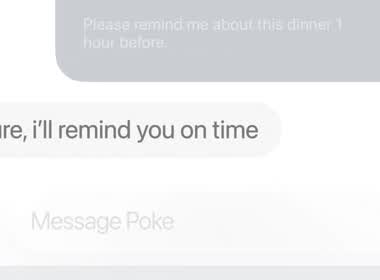 Please remind me about this dinner 1
hour before.
ure, i’ll remind you on time
Message Poke